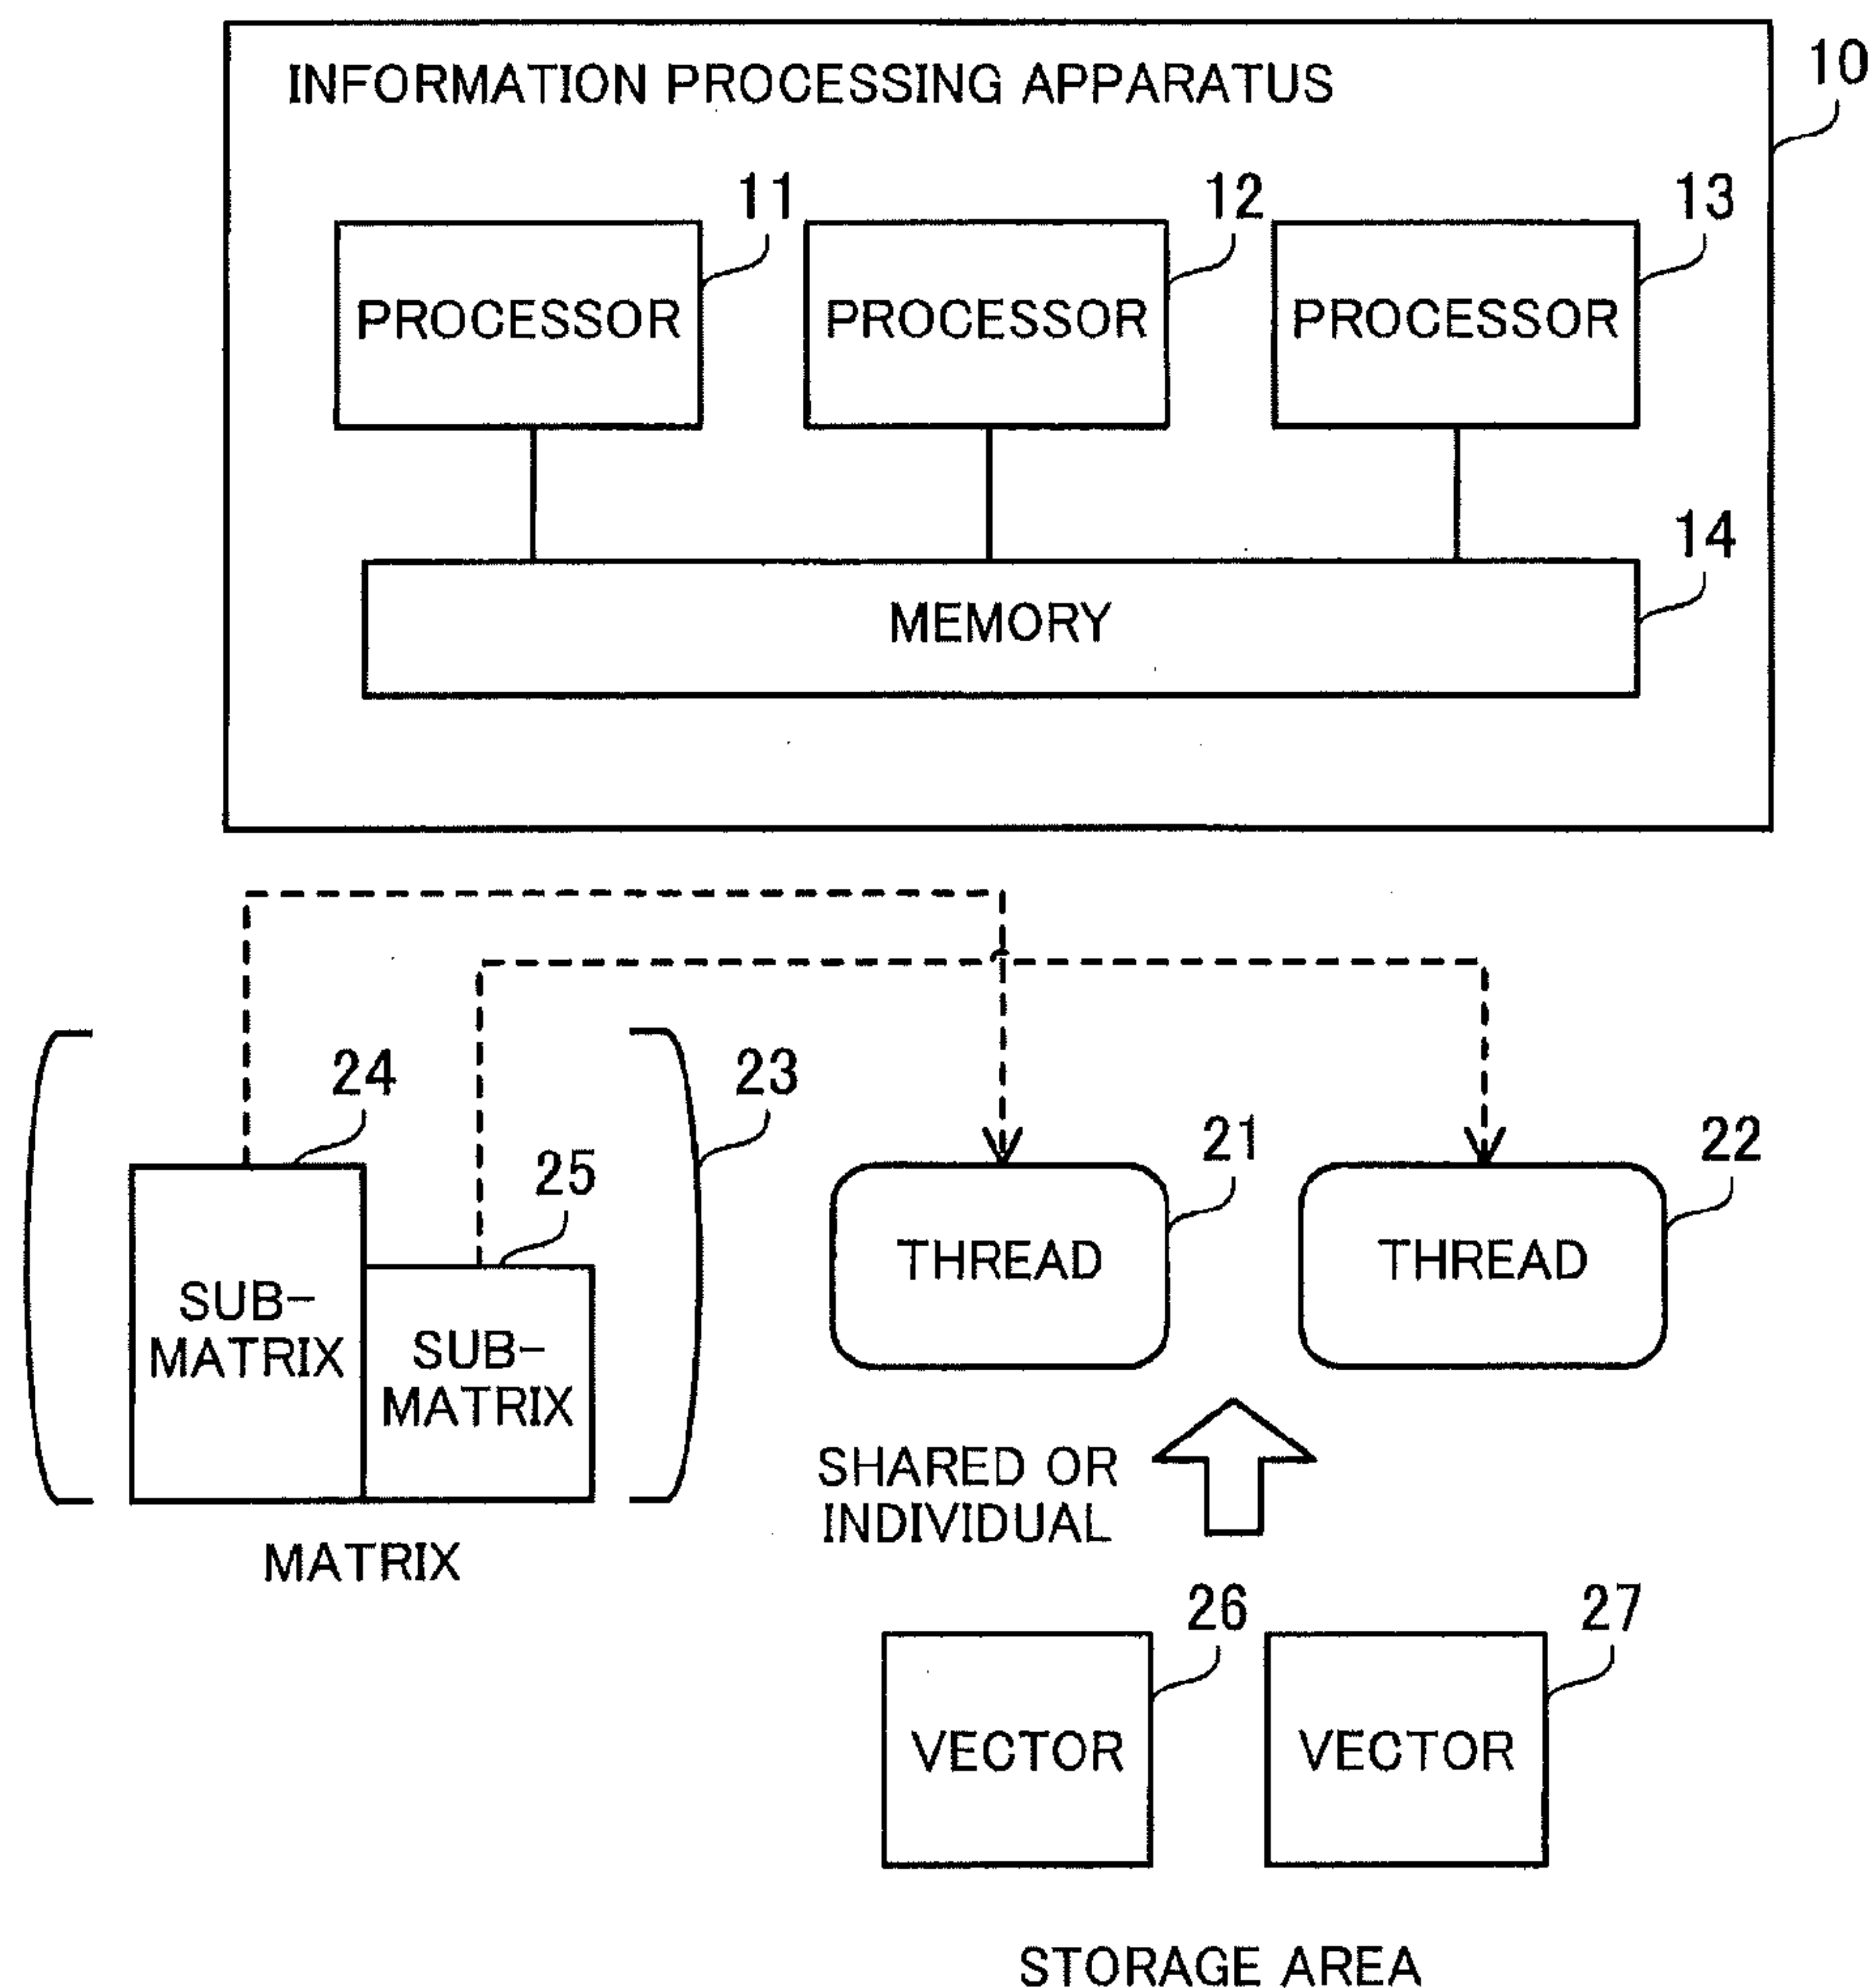 INFORMATION PROCESSING APPARATUS
10
11
12
13
PROCESSOR
PROCESSOR
PROCESSOR
14
MEMORY
24
23
25
21
22
SUB-
MATRIX
SUB-
MATRIX
THREAD
THREAD
SHARED OR
INDIVIDUAL
MATRIX
26
27
VECTOR
VECTOR
STORAGE AREA